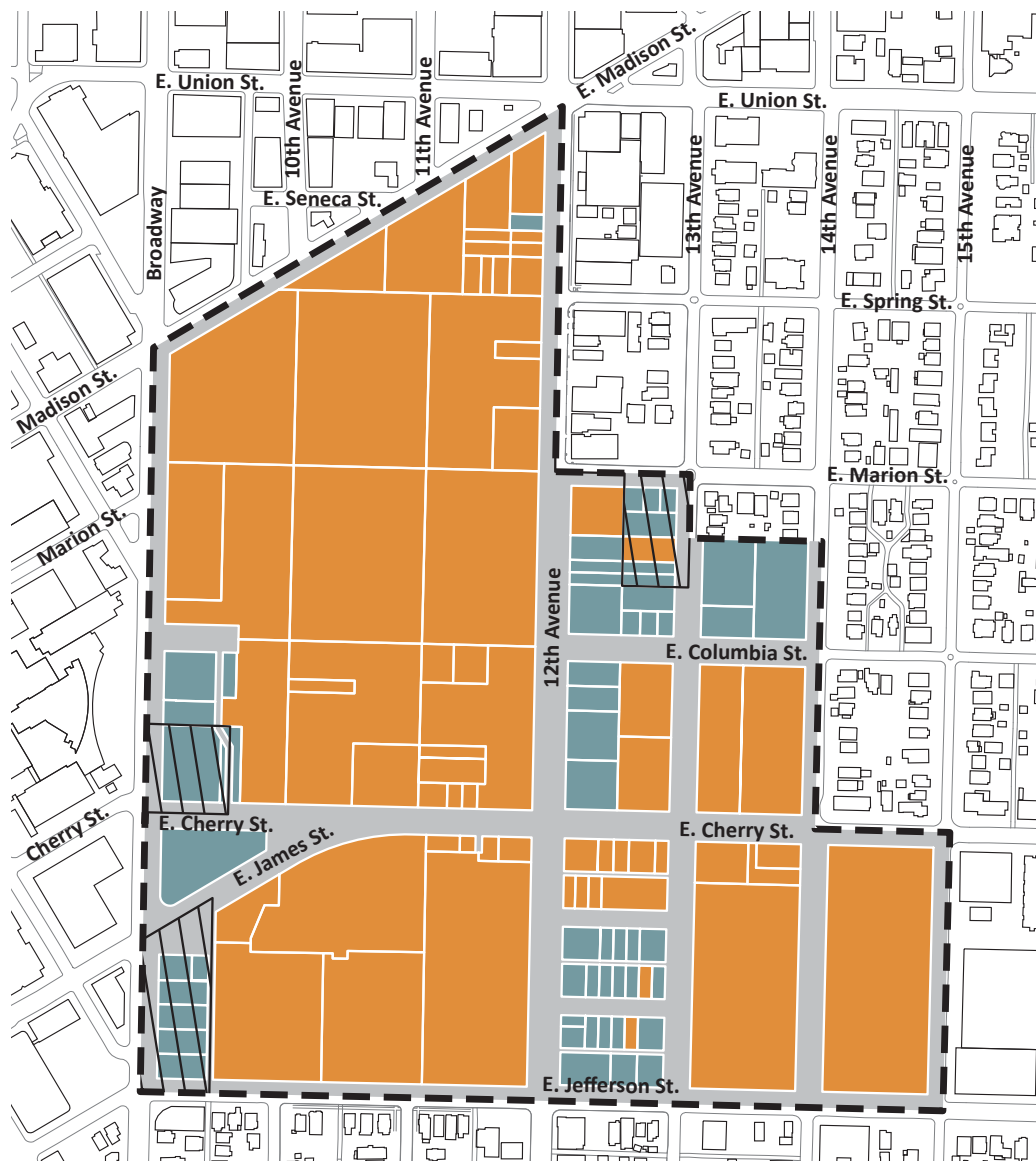 E. Madison St.
E. Union St.
E. Union St.
10th Avenue
11th Avenue
13th Avenue
14th Avenue
15th Avenue
E. Seneca St.
Broadway
E. Spring St.
Madison St.
E. Marion St.
Marion St.
12th Avenue
E. Columbia St.
Cherry St.
E. Cherry St.
E. James St.
E. Cherry St.
E. Jefferson St.